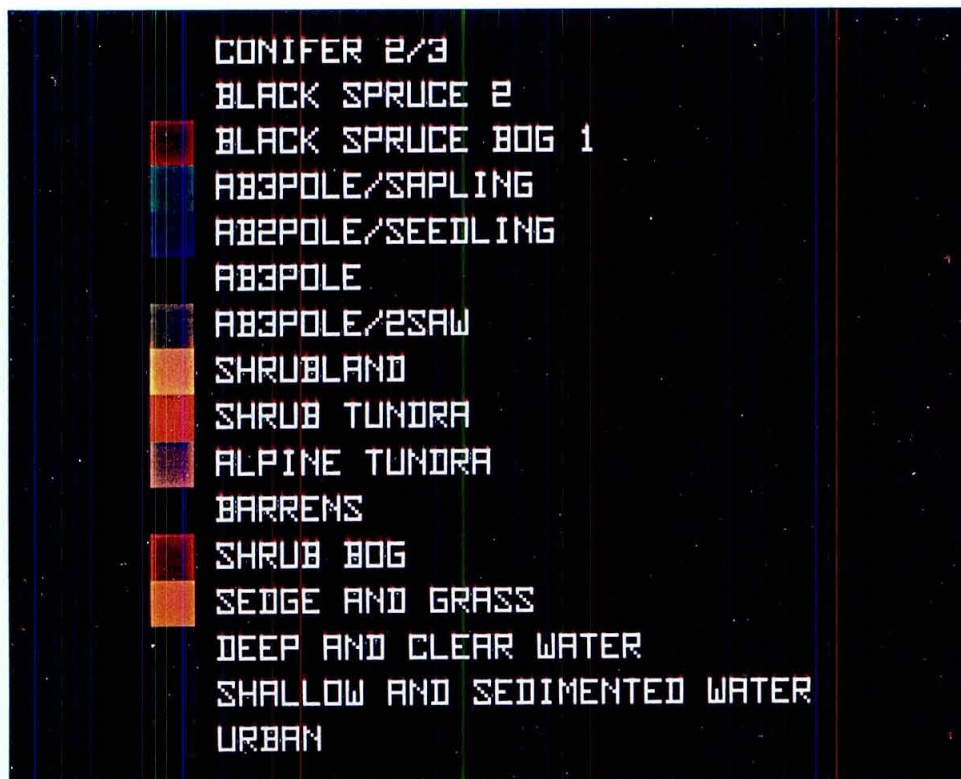 CONIFER 2/3
BLACK SPRUCE 2
BLACK SPRUCE BOG 1
AB3POLE/SAPLING
AB2POLE/SEEDLING
AB3POLE
AB3POLE/2SAW
SHRUBLAND
SHRUB TUNDRA
ALPINE TUNDRA
BARRENS
SHRUB BOG
SEDGE AND GRASS
DEEP AND CLEAR WATER
SHALLOW AND SEDIMENTED WATER
URBAN